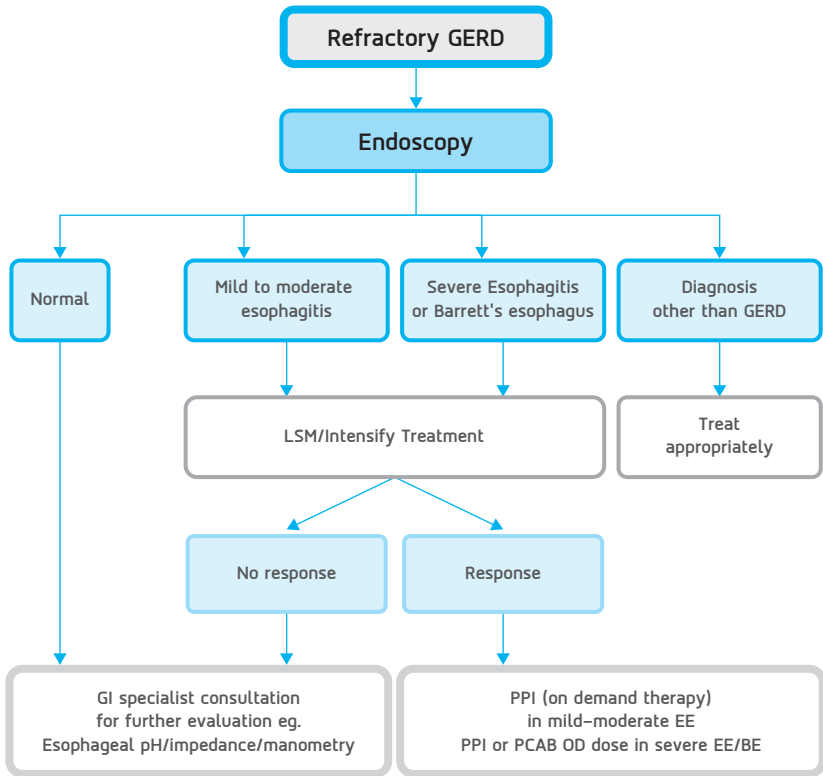 Refractory GERD
Endoscopy
Normal
Mild to moderate
esophagitis
Severe Esophagitis
or Barrett's esophagus
Diagnosis
other than GERD
LSM/Intensify Treatment
Treat
appropriately
No response
Response
GI specialist consultation
for further evaluation eg.
Esophageal pH/impedance/manometry
PPI (on demand therapy)
in mild–moderate EE
PPI or PCAB OD dose in severe EE/BE